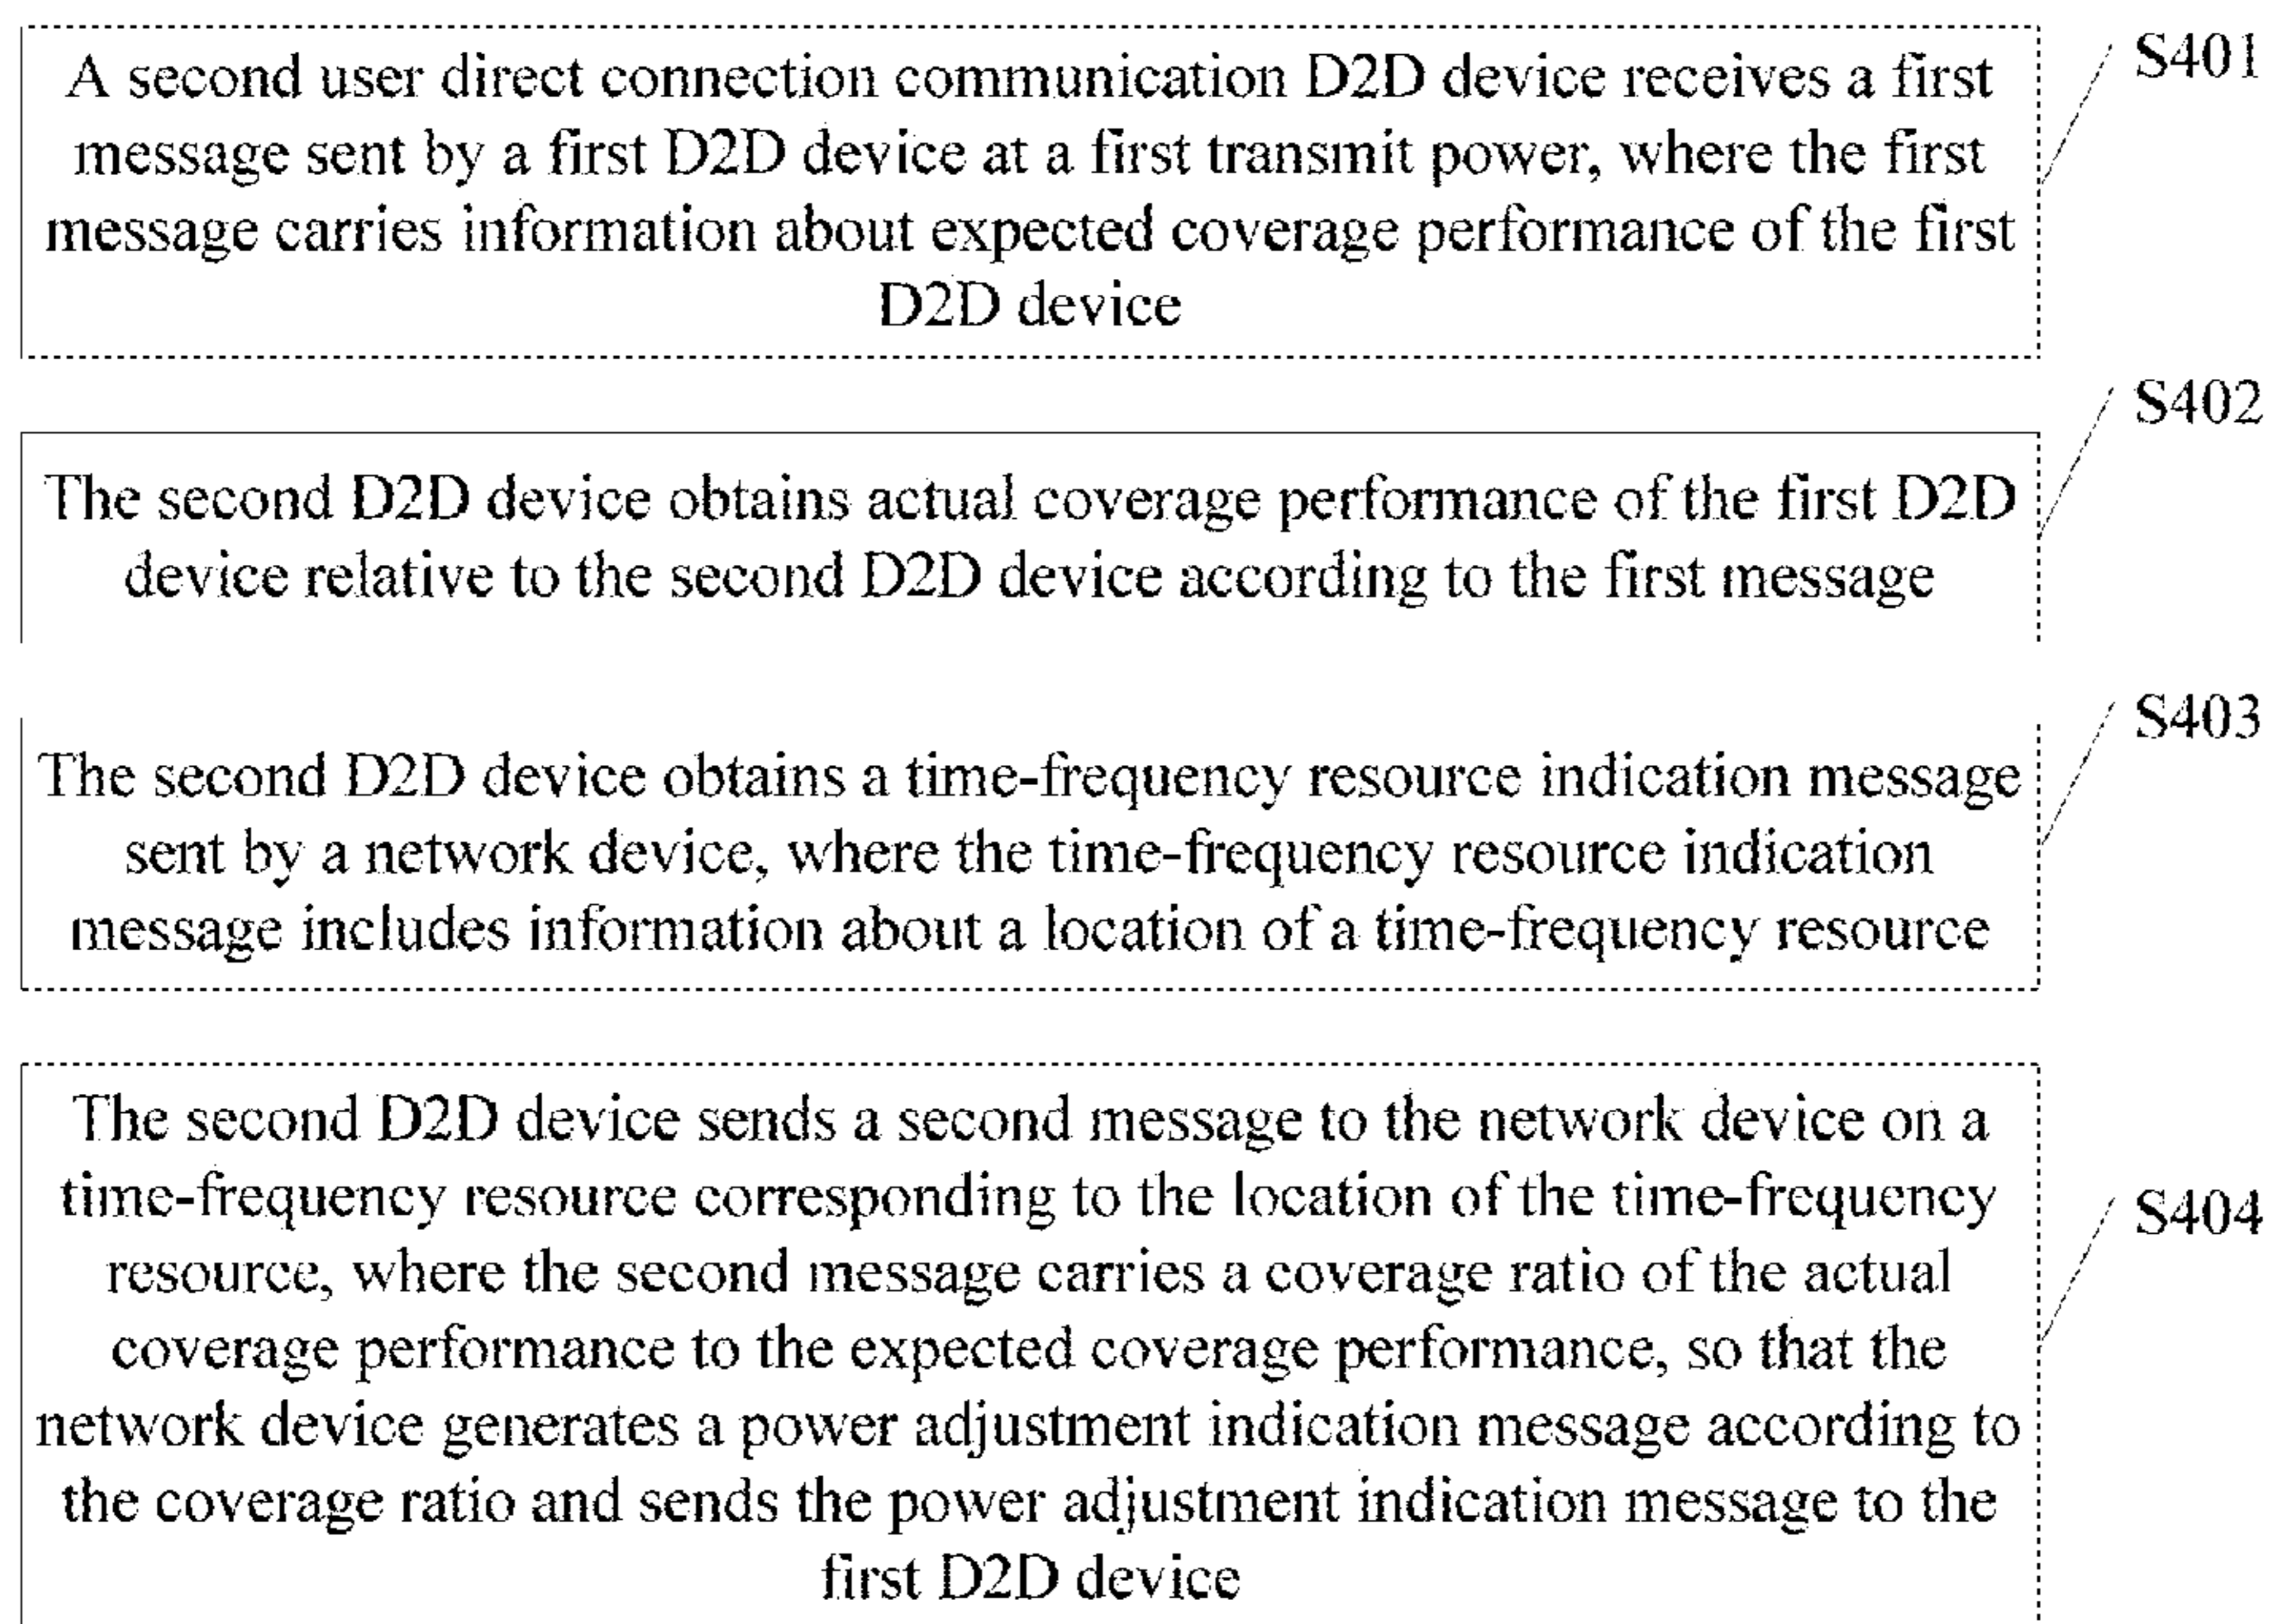 A second user direct connection communication D2D device receives a first
message sent by a first D2D device at a first transmit power, where the first
message carries information about expected coverage performance of the first
D2D device
S401
The second D2D device obtains actual coverage performance of the first D2D
device relative to the second D2D device according to the first message
S402
The second D2D device obtains a time-frequency resource indication message
sent by a network device, where the time-frequency resource indication
message includes information about a location of a time-frequency resource
S403
The second D2D device sends a second message to the network device on a
time-frequency resource corresponding to the location of the time-frequency
resource, where the second message carries a coverage ratio of the actual
coverage performance to the expected coverage performance, so that the
network device generates a power adjustment indication message according to
the coverage ratio and sends the power adjustment indication message to the
first D2D device
S404